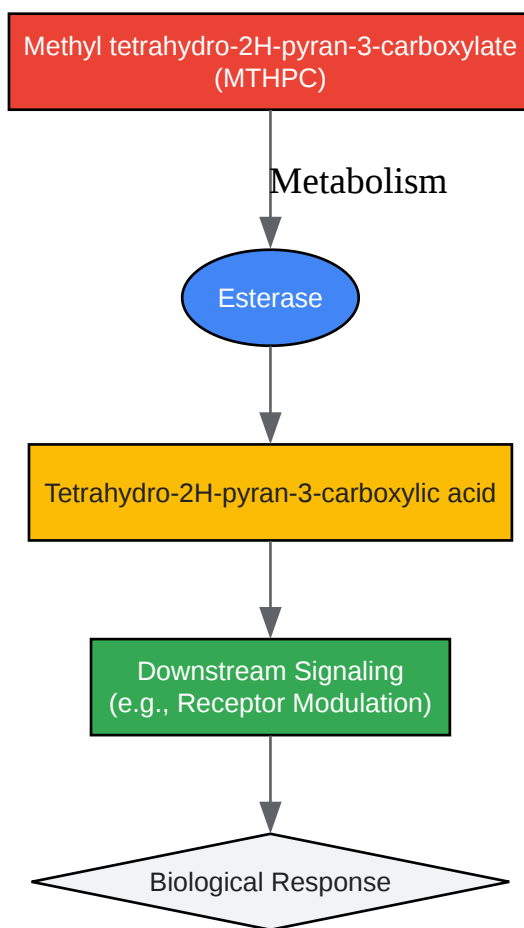 Methyl tetrahydro-2H-pyran-3-carboxylate
(MTHPC)
Metabolism
Esterase
Tetrahydro-2H-pyran-3-carboxylic acid
Downstream Signaling
(e.g., Receptor Modulation)
Biological Response